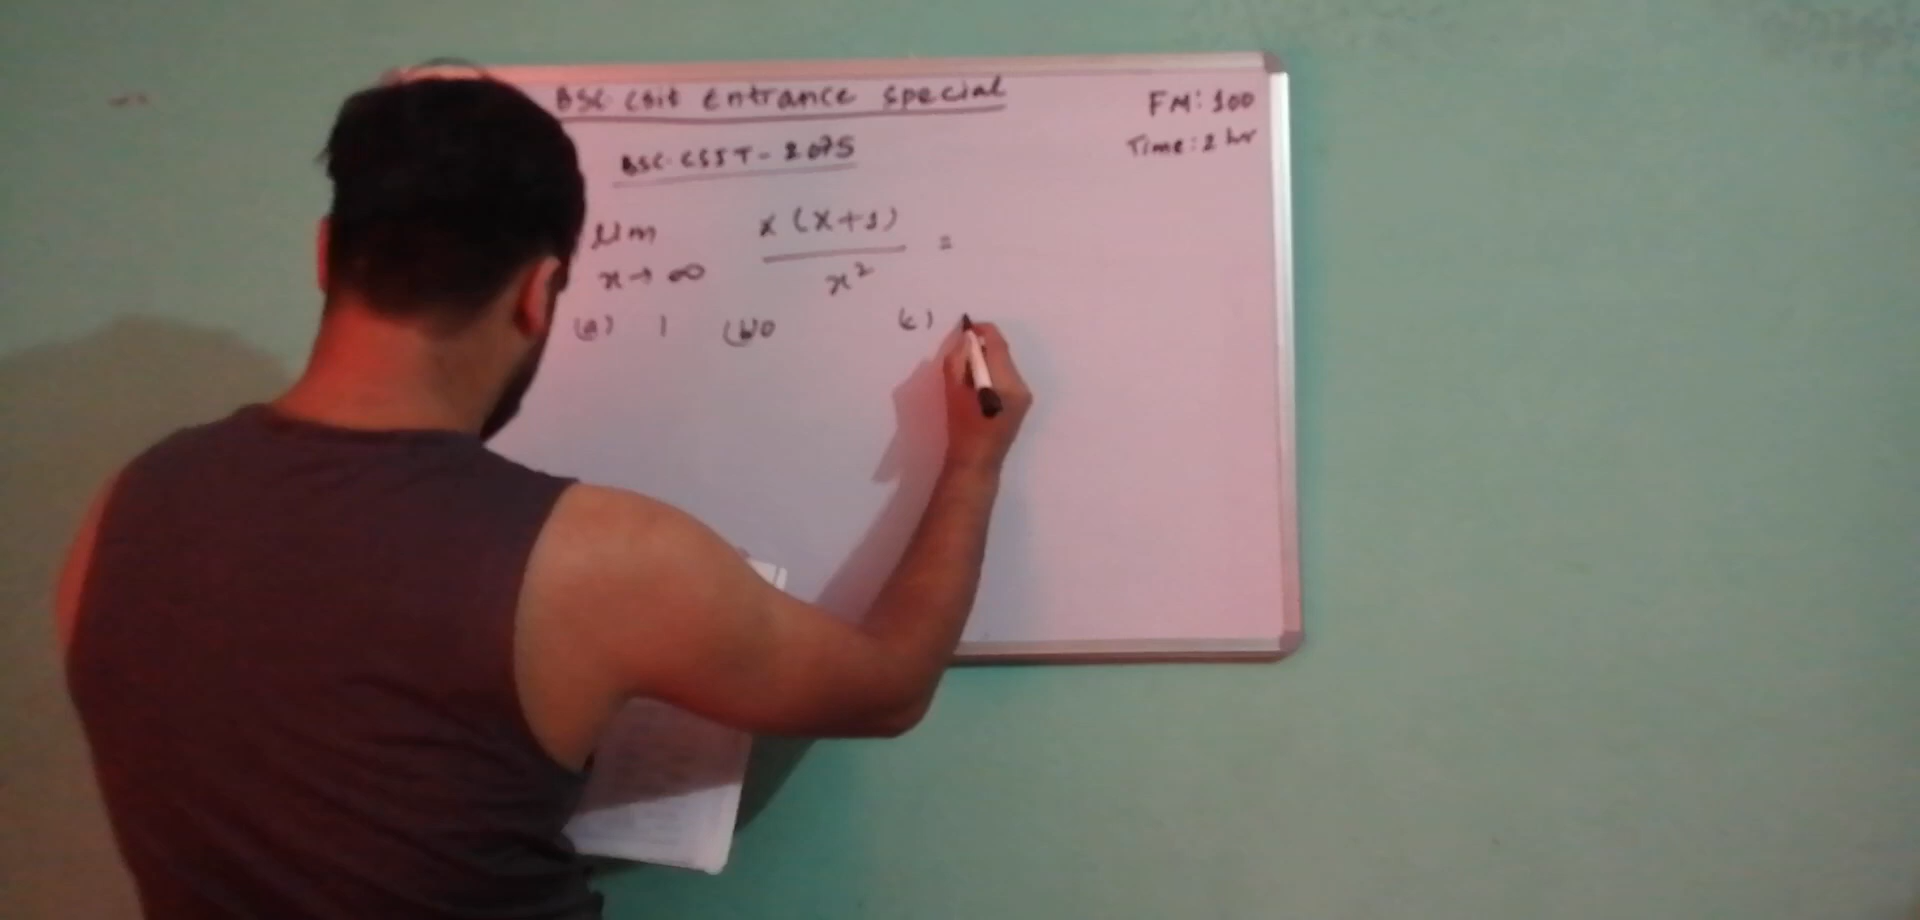 BSC CSit Entrance Special
FM: 100
Time: 2 hr
BSC.CSIT - 2075
lim x→∞ x(x+1) / x² =
(a) 1 (b) 0 (c)